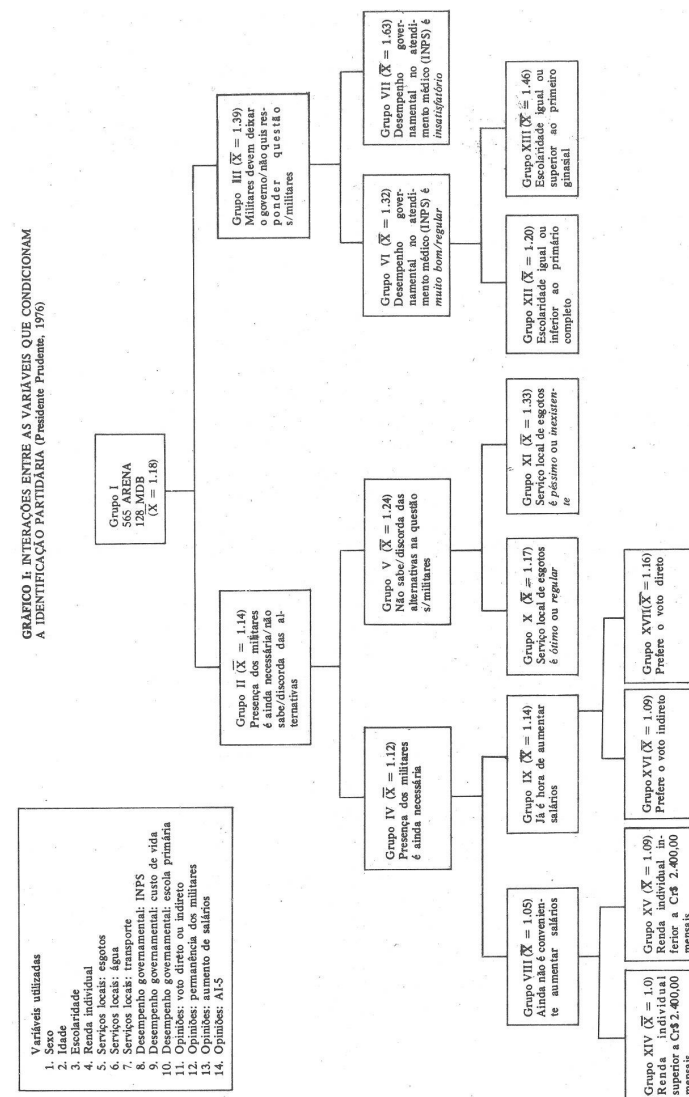 GRÁFICO I: INTERAÇÕES ENTRE AS VARIÁVEIS QUE CONDICIONAM
A IDENTIFICAÇÃO PARTIDÁRIA (Presidente Prudente, 1976)
Variáveis utilizadas
1. Sexo
2. Idade
3. Escolaridade
4. Renda individual
5. Serviços locais: esgotos
6. Serviços locais: água
7. Serviços locais: transporte
8. Desempenho governamental: INPS
9. Desempenho governamental: custo de vida
10. Desempenho governamental: escola primária
11. Opiniões: voto direto ou indireto
12. Opiniões: permanência dos militares
13. Opiniões: aumento de salários
14. Opiniões: AI-5
Grupo I
565 ARENA
128 MDB
(X̅ = 1.18)
Grupo II (X̅ = 1.14)
Presença dos militares
é ainda necessária/não
sabe/discorda das al-
ternativas
Grupo III (X̅ = 1.39)
Militares devem deixar
o governo/não quis res-
ponder questão
s/militares
Grupo IV (X̅ = 1.12)
Presença dos militares
é ainda necessária
Grupo V (X̅ = 1.24)
Não sabe/discorda das
alternativas na questão
s/militares
Grupo VI (X̅ = 1.32)
Desempenho gover-
namental no atendi-
mento médico (INPS) é
muito bom/regular
Grupo VII (X̅ = 1.63)
Desempenho gover-
namental no atendi-
mento médico (INPS) é
insatisfatório
Grupo VIII (X̅ = 1.05)
Ainda não é convenien-
te aumentar salários
Grupo IX (X̅ = 1.14)
Já é hora de aumentar
salários
Grupo X (X̅ = 1.17)
Serviço local de esgotos
é ótimo ou regular
Grupo XI (X̅ = 1.33)
Serviço local de esgotos
é péssimo ou inexisten-
te
Grupo XII (X̅ = 1.20)
Escolaridade igual ou
inferior ao primário
completo
Grupo XIII (X̅ = 1.46)
Escolaridade igual ou
superior ao primeiro
ginasial
Grupo XIV (X̅ = 1.0)
Renda individual
superior a Cr$ 2.400,00
mensais
Grupo XV (X̅ = 1.09)
Renda individual in-
ferior a Cr$ 2.400,00
mensais
Grupo XVI (X̅ = 1.09)
Prefere o voto indireto
Grupo XVII (X̅ = 1.16)
Prefere o voto direto